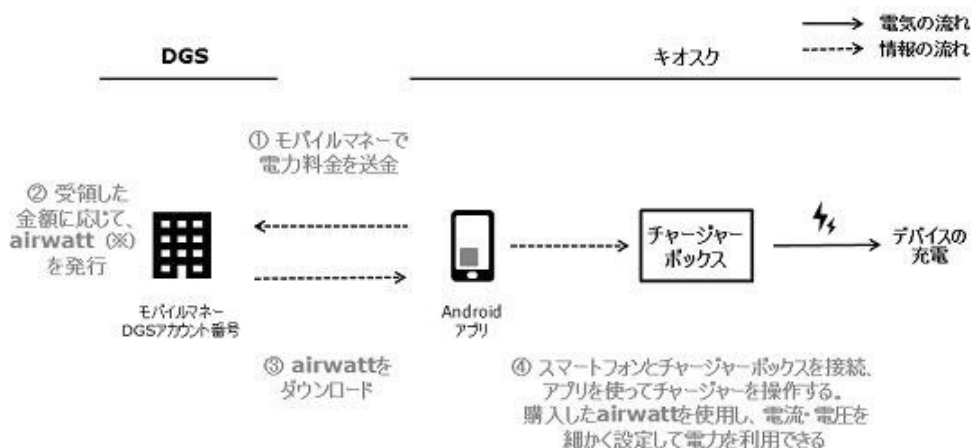 電気の流れ
情報の流れ
DGS
キオスク
① モバイルマネーで
電力料金を送金
② 受領した
金額に応じて、
airwatt (※)
を発行
モバイルマネー
DGSアカウント番号
Android
アプリ
チャージャー
ボックス
デバイスの
充電
③ airwattを
ダウンロード
④ スマートフォンとチャージャーボックスを接続、
アプリを使ってチャージャーを操作する。
購入したairwattを使用し、電流・電圧を
細かく設定して電力を利用できる